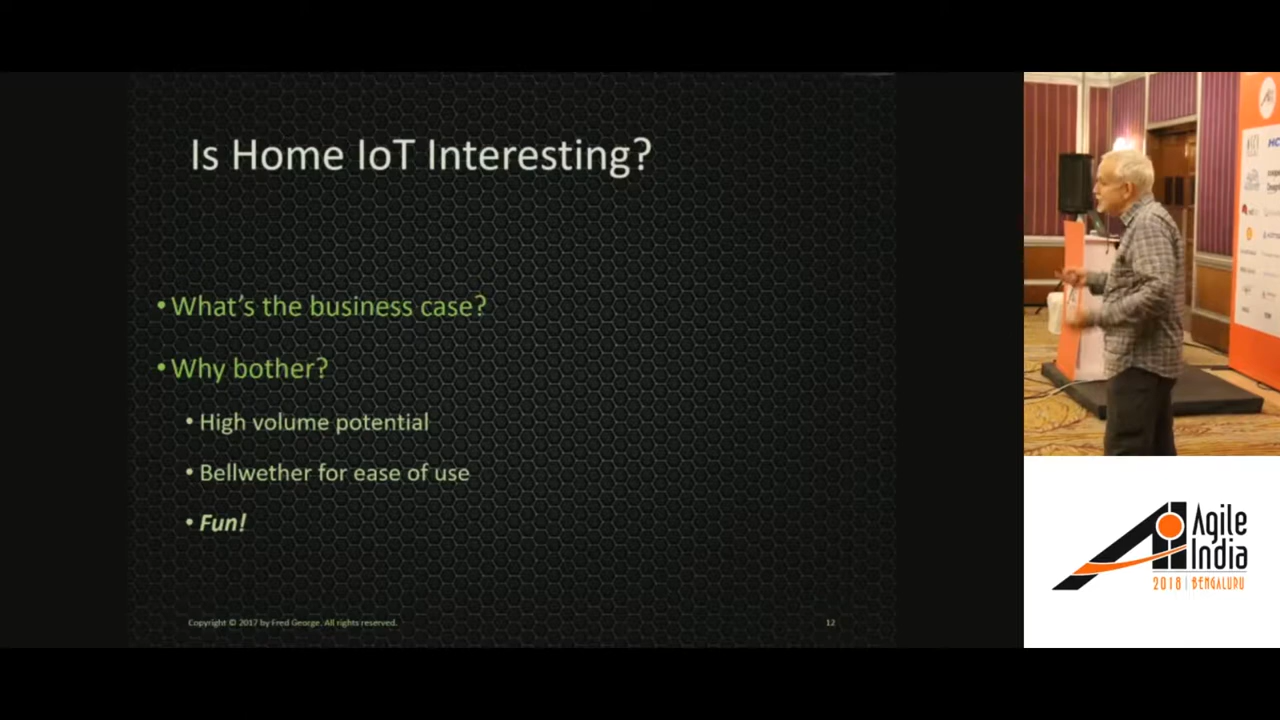 Is Home IoT Interesting?
•What's the business case?
•Why bother?
• High volume potential
• Bellwether for ease of use
• Fun!
Copyright © 2017 by Fred George. All rights reserved.
12
Agile
India
2018 | BENGALURU